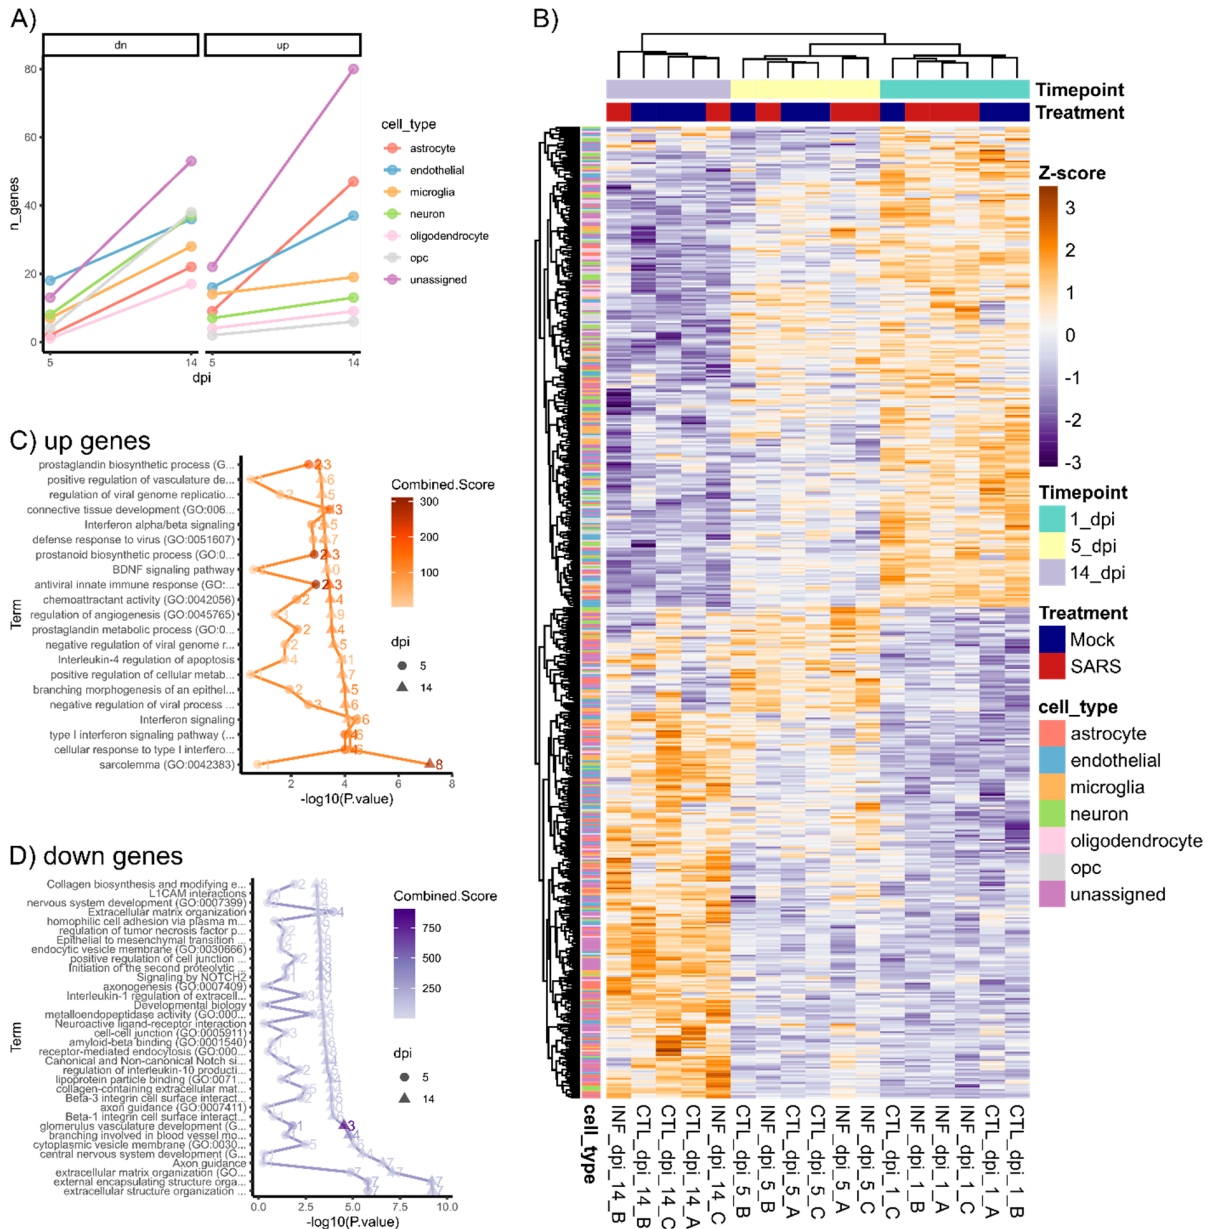 A)
dn
up
n_genes
80
60
40
20
0
5
14
5
14
dpi
cell_type
astrocyte
endothelial
microglia
neuron
oligodendrocyte
opc
unassigned
B)
Timepoint
Treatment
Z-score
3
2
1
0
-1
-2
-3
Timepoint
1_dpi
5_dpi
14_dpi
Treatment
Mock
SARS
cell_type
astrocyte
endothelial
microglia
neuron
oligodendrocyte
opc
unassigned
cell_type
INF_dpi_14_B
CTL_dpi_14_B
CTL_dpi_14_C
CTL_dpi_14_A
INF_dpi_14_C
CTL_dpi_5_B
INF_dpi_5_B
CTL_dpi_5_A
CTL_dpi_5_C
INF_dpi_5_A
INF_dpi_5_C
CTL_dpi_1_C
INF_dpi_1_B
INF_dpi_1_A
INF_dpi_1_C
CTL_dpi_1_A
CTL_dpi_1_B
C) up genes
Term
prostaglandin biosynthetic process (G...
positive regulation of vasculature de...
regulation of viral genome replicatio...
connective tissue development (GO:006...
Interferon alpha/beta signaling
defense response to virus (GO:0051607)
prostanoid biosynthetic process (GO:0...
BDNF signaling pathway
antiviral innate immune response (GO:...
chemoattractant activity (GO:0042056)
regulation of angiogenesis (GO:0045765)
prostaglandin metabolic process (GO:0...
negative regulation of viral genome r...
Interleukin-4 regulation of apoptosis
positive regulation of cellular metab...
branching morphogenesis of an epithel...
negative regulation of viral process ...
Interferon signaling
type I interferon signaling pathway (...
cellular response to type I interfero...
sarcolemma (GO:0042383)
2
4
6
8
-log10(P.value)
Combined.Score
300
200
100
dpi
5
14
D) down genes
Term
Collagen biosynthesis and modifying e...
L1CAM interactions
nervous system development (GO:0007399)
Extracellular matrix organization
homophilic cell adhesion via plasma m...
regulation of tumor necrosis factor p...
Epithelial to mesenchymal transition ...
endocytic vesicle membrane (GO:0030666)
positive regulation of cell junction ...
Initiation of the second proteolytic ...
Signaling by NOTCH2
axonogenesis (GO:0007409)
Interleukin-1 regulation of extracell...
Developmental biology
metalloendopeptidase activity (GO:000...
Neuroactive ligand-receptor interaction
cell-cell junction (GO:0005911)
amyloid-beta binding (GO:0001540)
receptor-mediated endocytosis (GO:000...
Canonical and Non-canonical Notch si...
regulation of interleukin-10 producti...
lipoprotein particle binding (GO:0071...
collagen-containing extracellular mat...
Beta-3 integrin cell surface interact...
axon guidance (GO:0007411)
Beta-1 integrin cell surface interact...
glomerulus vasculature development (G...
branching involved in blood vessel mo...
cytoplasmic vesicle membrane (GO:0030...
central nervous system development (G...
Axon guidance
extracellular matrix organization (GO...
external encapsulating structure orga...
extracellular structure organization ...
0.0
2.5
5.0
7.5
10.0
-log10(P.value)
Combined.Score
750
500
250
dpi
5
14